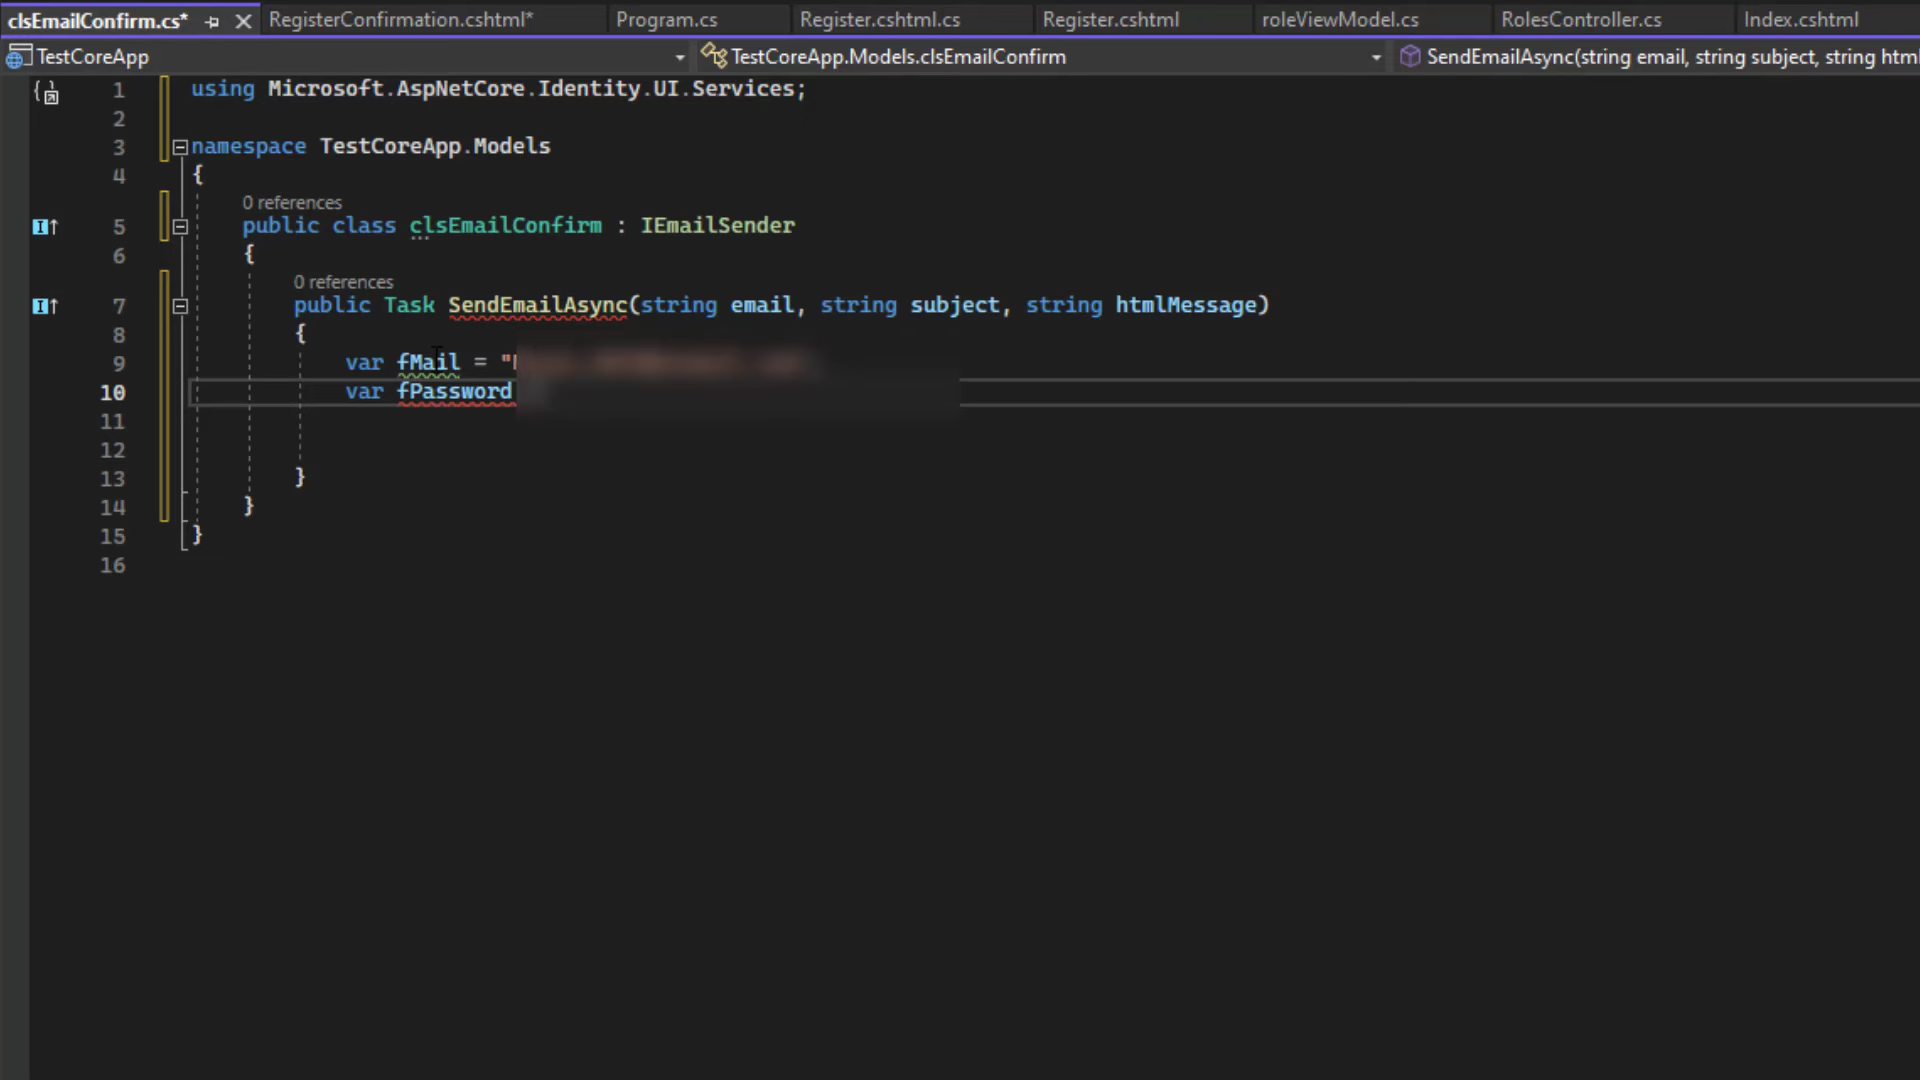 clsEmailConfirm.cs*
RegisterConfirmation.cshtml*
Program.cs
Register.cshtml.cs
Register.cshtml
roleViewModel.cs
RolesController.cs
Index.cshtml
TestCoreApp
TestCoreApp.Models.clsEmailConfirm
SendEmailAsync(string email, string subject, string html
1 using Microsoft.AspNetCore.Identity.UI.Services;
2
3 namespace TestCoreApp.Models
4 {
0 references
5 public class clsEmailConfirm : IEmailSender
6 {
0 references
7 public Task SendEmailAsync(string email, string subject, string htmlMessage)
8 {
9 var fMail = "
10 var fPassword
11
12
13 }
14 }
15 }
16